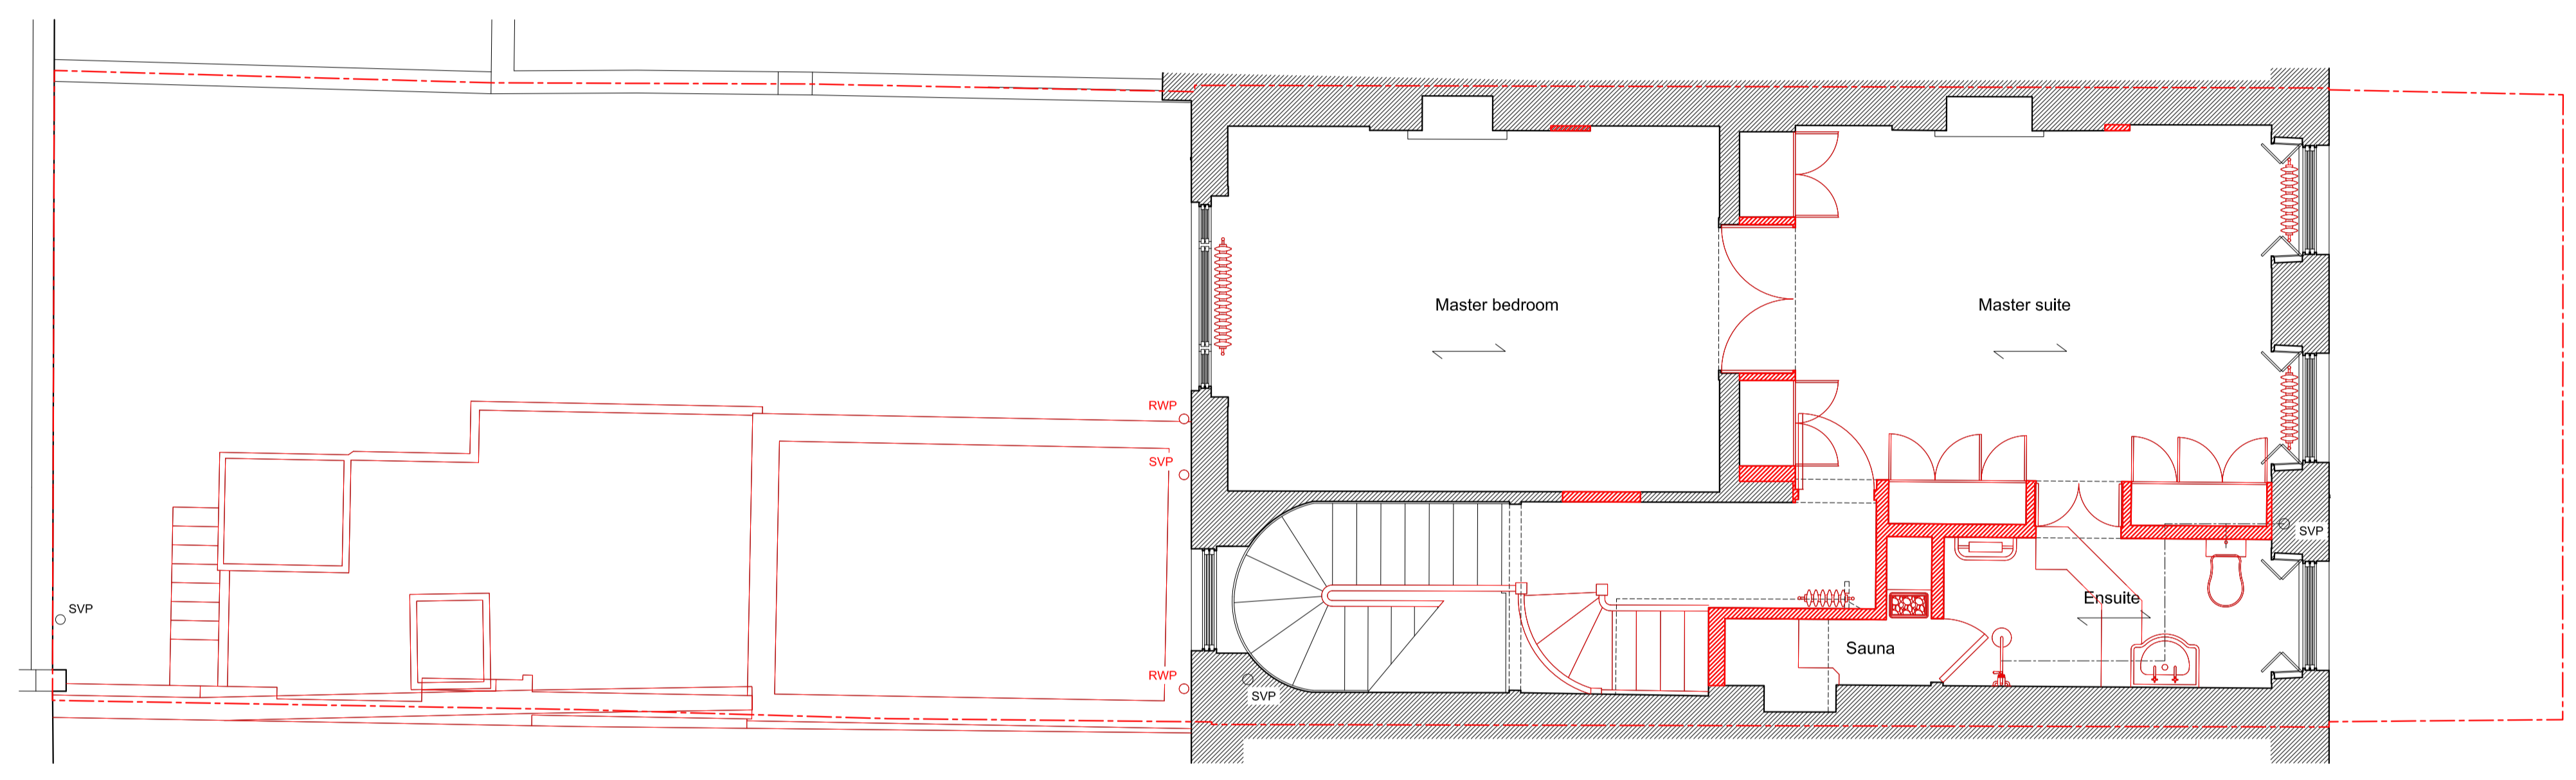 Master bedroom
Master suite
RWP
SVP
SVP
Ensuite
SVP
Sauna
RWP
SVP